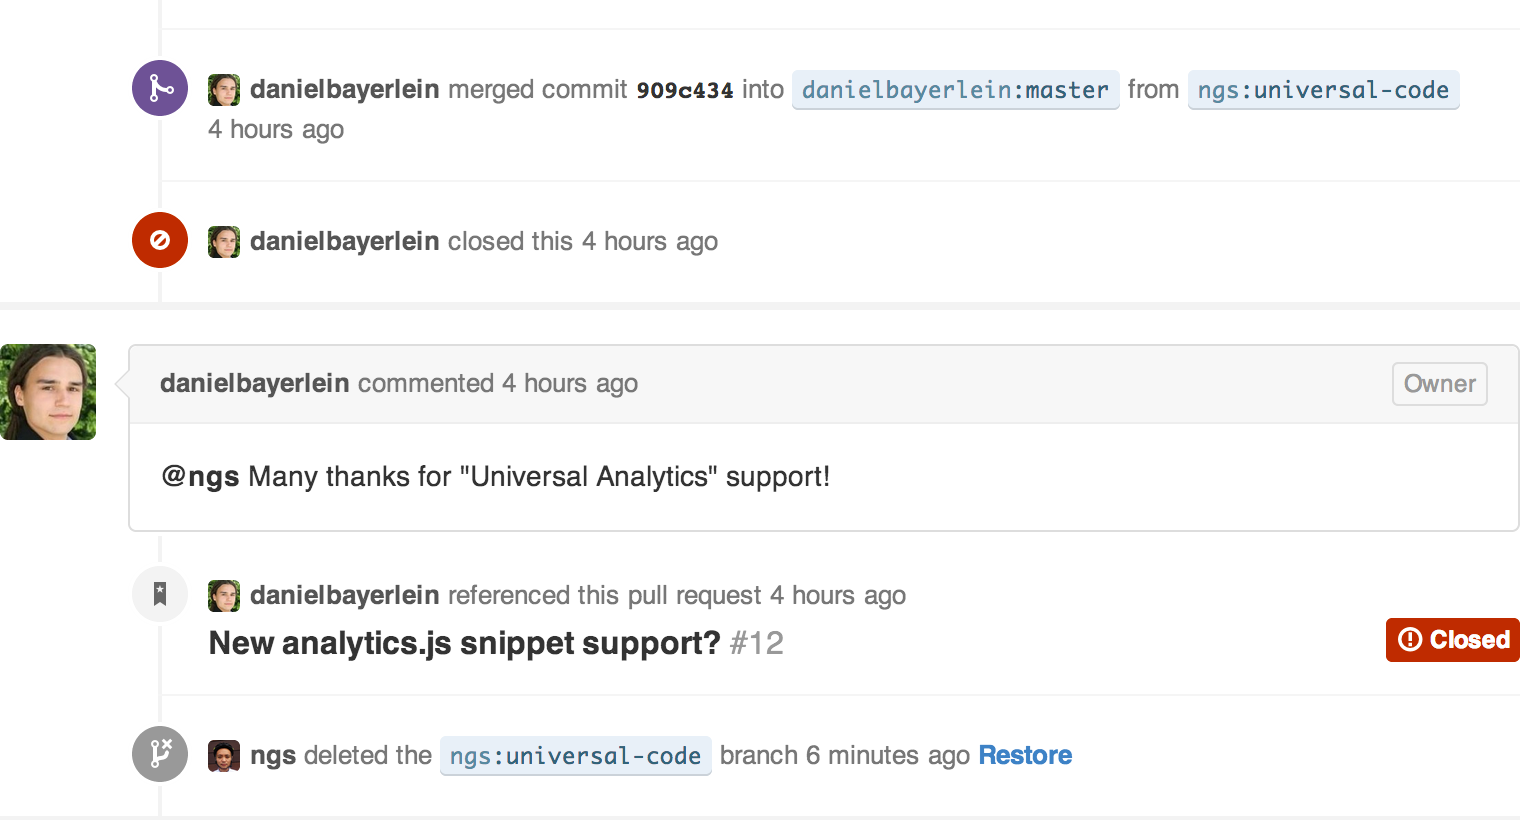 danielbayerlein merged commit 909c434 into danielbayerlein:master from ngs:universal-code
4 hours ago
danielbayerlein closed this 4 hours ago
danielbayerlein commented 4 hours ago Owner
@ngs Many thanks for "Universal Analytics" support!
danielbayerlein referenced this pull request 4 hours ago
New analytics.js snippet support? #12 Closed
ngs deleted the ngs:universal-code branch 6 minutes ago Restore